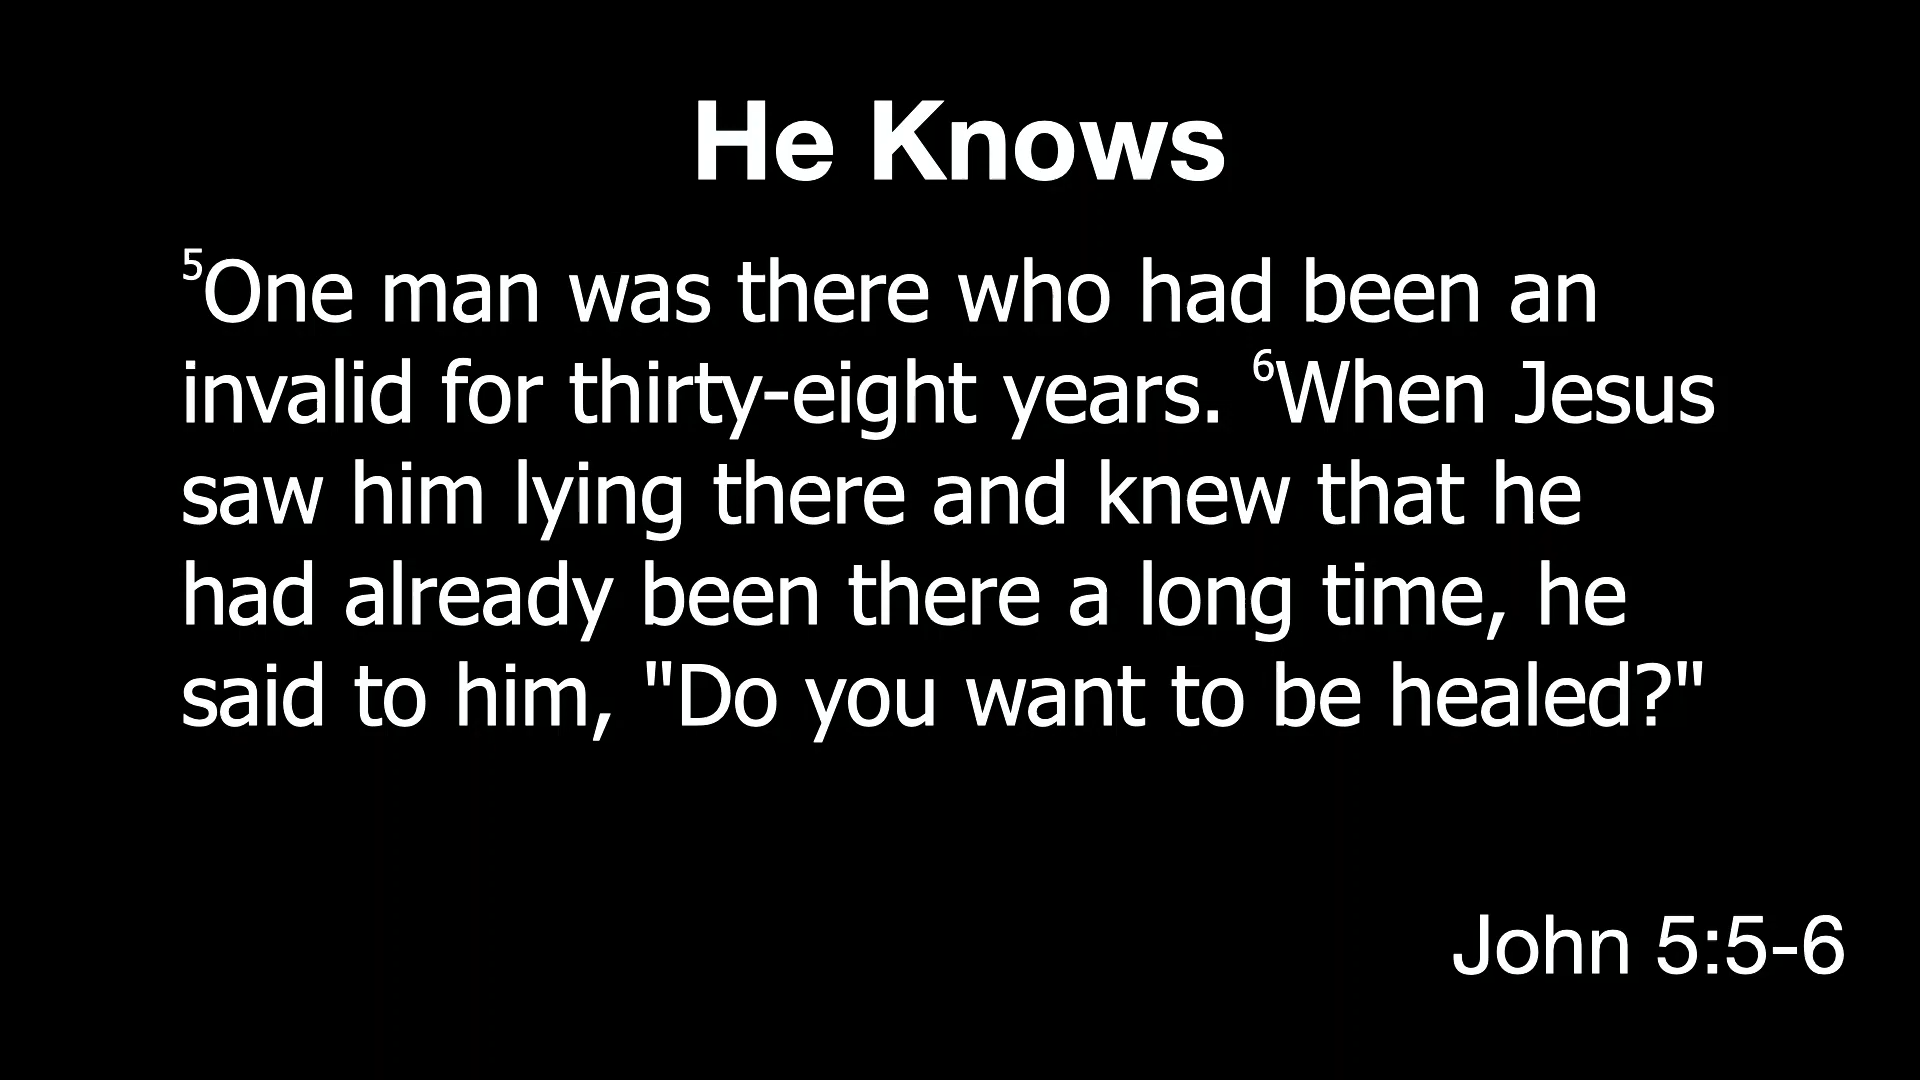 He Knows
⁵One man was there who had been an
invalid for thirty-eight years. ⁶When Jesus
saw him lying there and knew that he
had already been there a long time, he
said to him, "Do you want to be healed?"
John 5:5-6